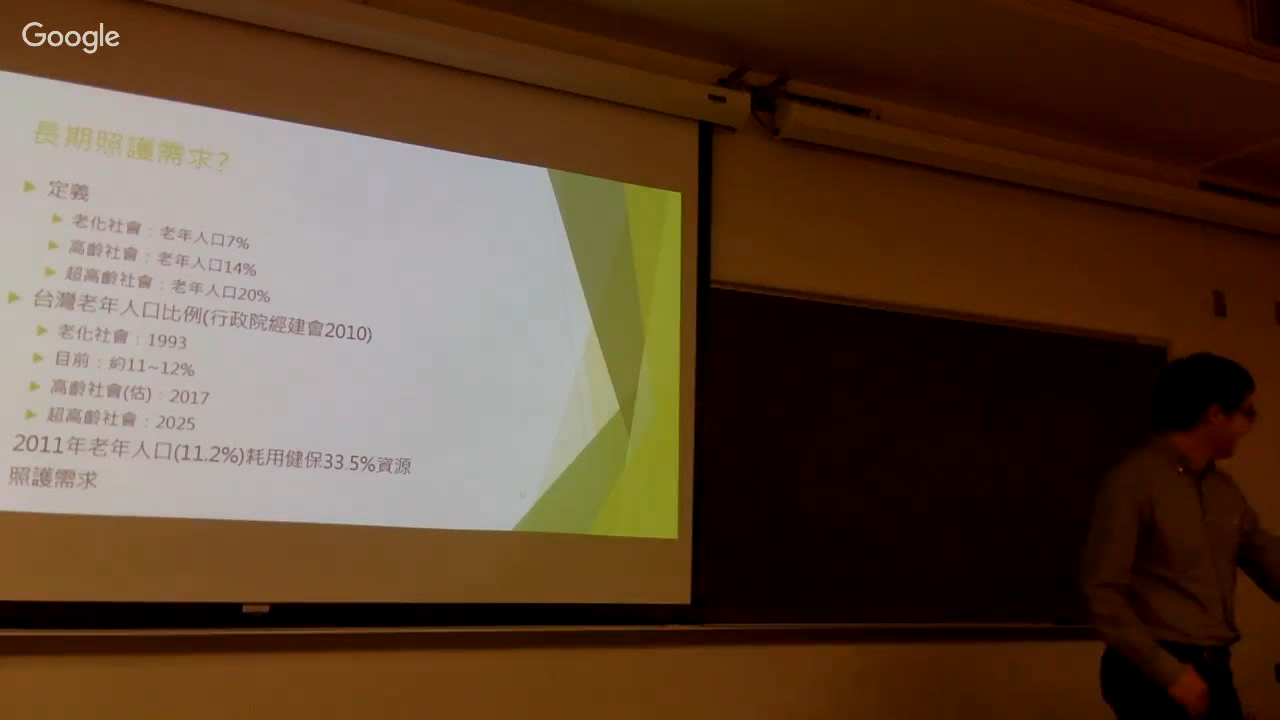 Google
長期照護需求?
定義
老化社會：老年人口7%
高齡社會：老年人口14%
超高齡社會：老年人口20%
台灣老年人口比例(行政院經建會2010)
老化社會：1993
目前：約11~12%
高齡社會(估)：2017
超高齡社會：2025
2011年老年人口(11.2%)耗用健保33.5%資源
照護需求